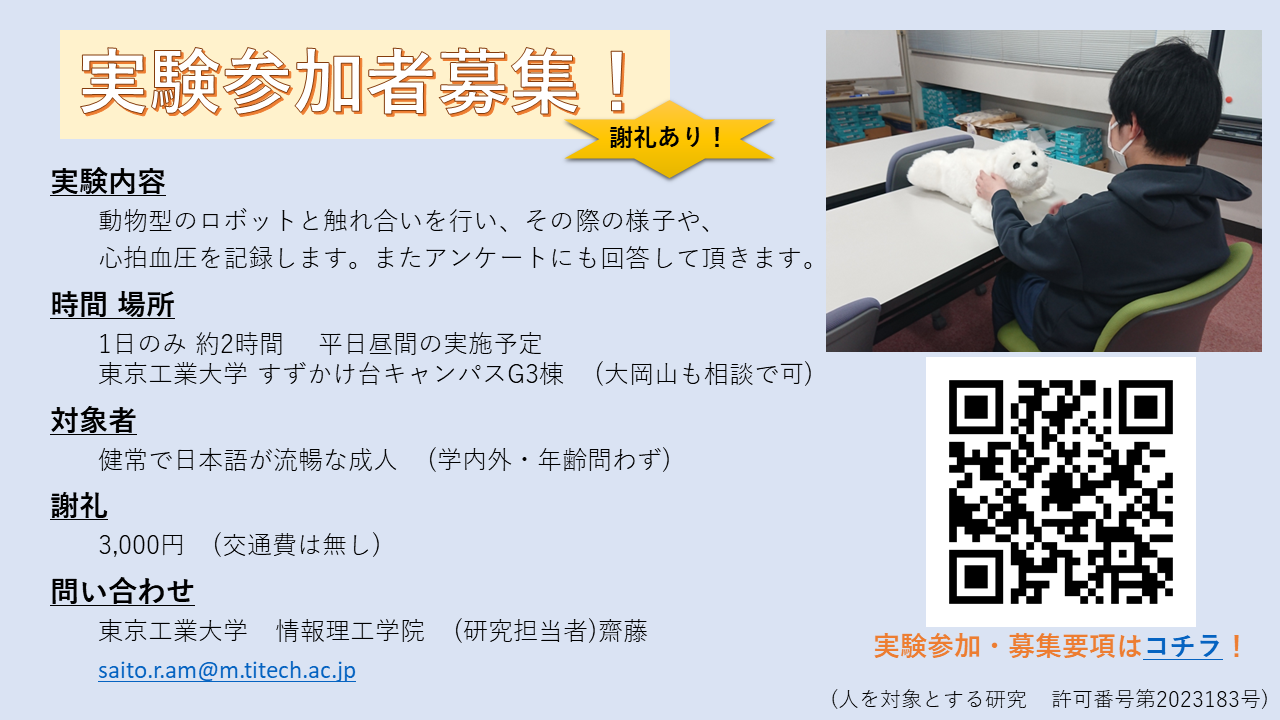 実験参加者募集！
謝礼あり！
実験内容
動物型のロボットと触れ合いを行い、その際の様子や、
心拍血圧を記録します。またアンケートにも回答して頂きます。
時間 場所
1日のみ 約2時間　平日昼間の実施予定
東京工業大学 すずかけ台キャンパスG3棟　(大岡山も相談で可)
対象者
健常で日本語が流暢な成人　(学内外・年齢問わず)
謝礼
3,000円　(交通費は無し)
問い合わせ
東京工業大学　情報理工学院　(研究担当者)齋藤
saito.r.am@m.titech.ac.jp
実験参加・募集要項はコチラ！
(人を対象とする研究　許可番号第2023183号)